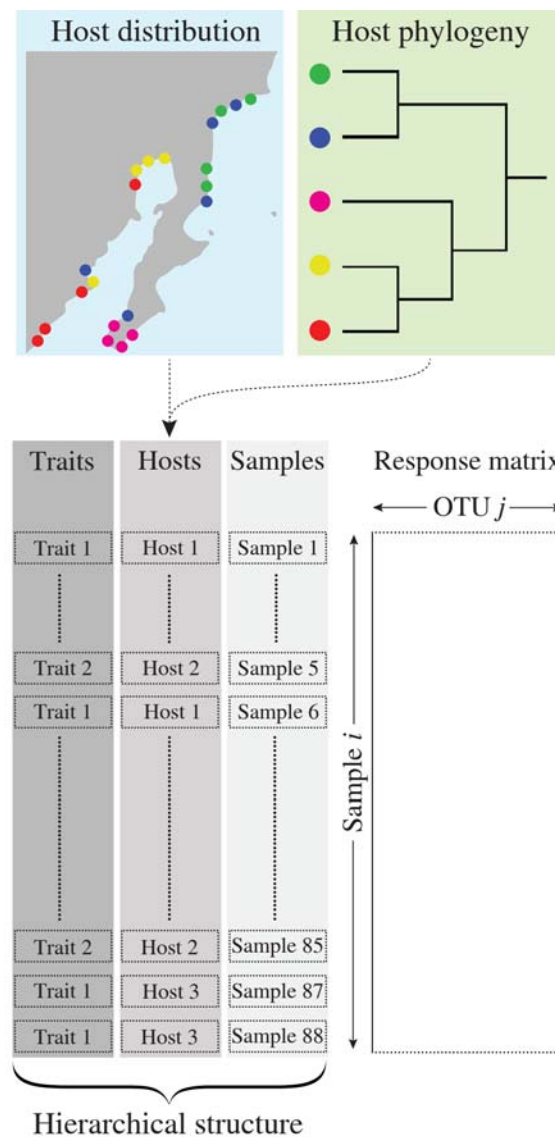 Host distribution
Host phylogeny
Traits
Hosts
Samples
Response matrix
OTU j
Trait 1
Host 1
Sample 1
Trait 2
Host 2
Sample 5
Trait 1
Host 1
Sample 6
Sample i
Trait 2
Host 2
Sample 85
Trait 1
Host 3
Sample 87
Trait 1
Host 3
Sample 88
Hierarchical structure